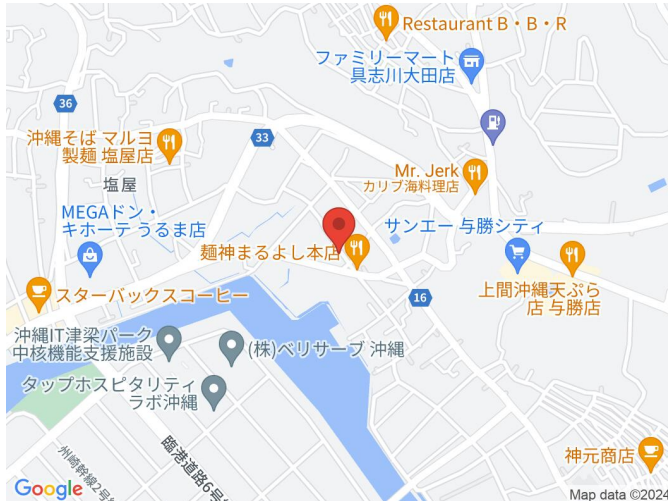 Restaurant B・B・R
ファミリーマート
具志川大田店
36
33
沖縄そば マルヨ
製麺 塩屋店
塩屋
Mr. Jerk
カリブ海料理店
MEGAドン・
キホーテ うるま店
サンエー 与勝シティ
麺神まるよし本店
スターバックスコーヒー
16
上間沖縄天ぷら
店 与勝店
沖縄IT津梁パーク
中核機能支援施設
(株)ベリサーブ 沖縄
タップホスピタリティ
ラボ沖縄
州崎幹線2号
臨港道路6号
神元商店
Google
Map data ©202